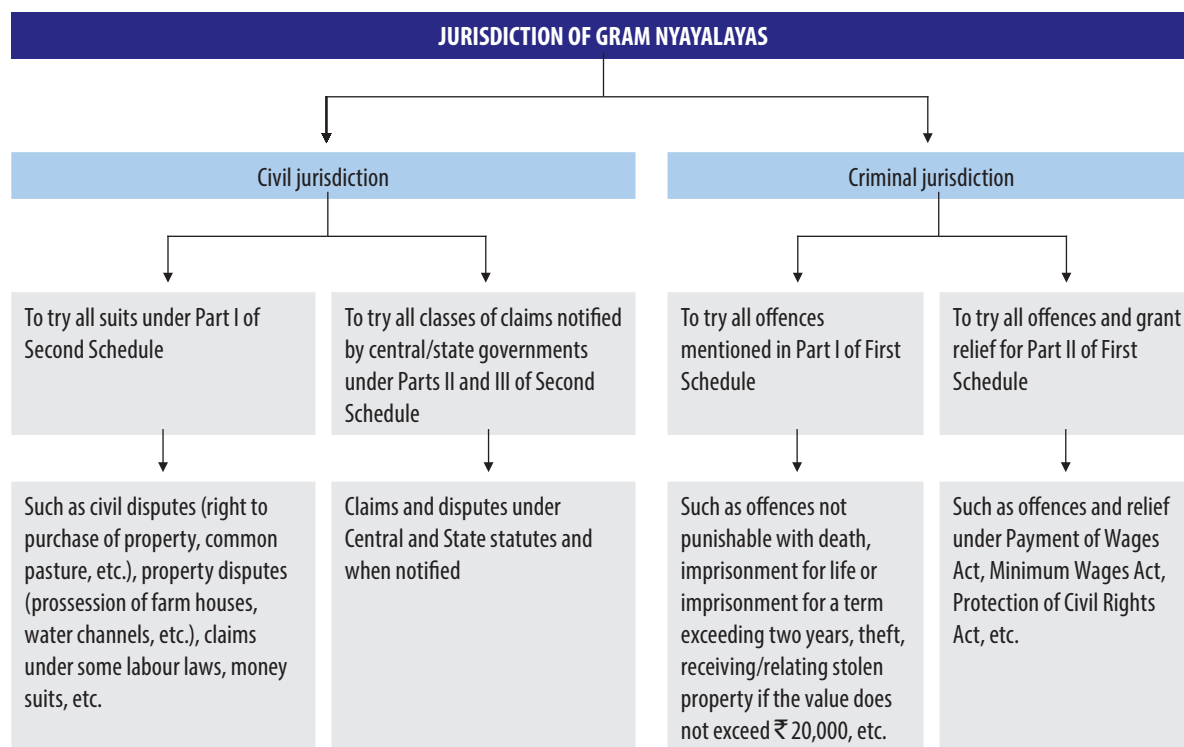 JURISDICTION OF GRAM NYAYALAYAS
Civil jurisdiction
Criminal jurisdiction
To try all suits under Part I of
Second Schedule
To try all classes of claims notified
by central/state governments
under Parts II and III of Second
Schedule
To try all offences
mentioned in Part I of First
Schedule
To try all offences and grant
relief for Part II of First
Schedule
Such as civil disputes (right to
purchase of property, common
pasture, etc.), property disputes
(prossession of farm houses,
water channels, etc.), claims
under some labour laws, money
suits, etc.
Claims and disputes under
Central and State statutes and
when notified
Such as offences not
punishable with death,
imprisonment for life or
imprisonment for a term
exceeding two years, theft,
receiving/relating stolen
property if the value does
not exceed ₹ 20,000, etc.
Such as offences and relief
under Payment of Wages
Act, Minimum Wages Act,
Protection of Civil Rights
Act, etc.